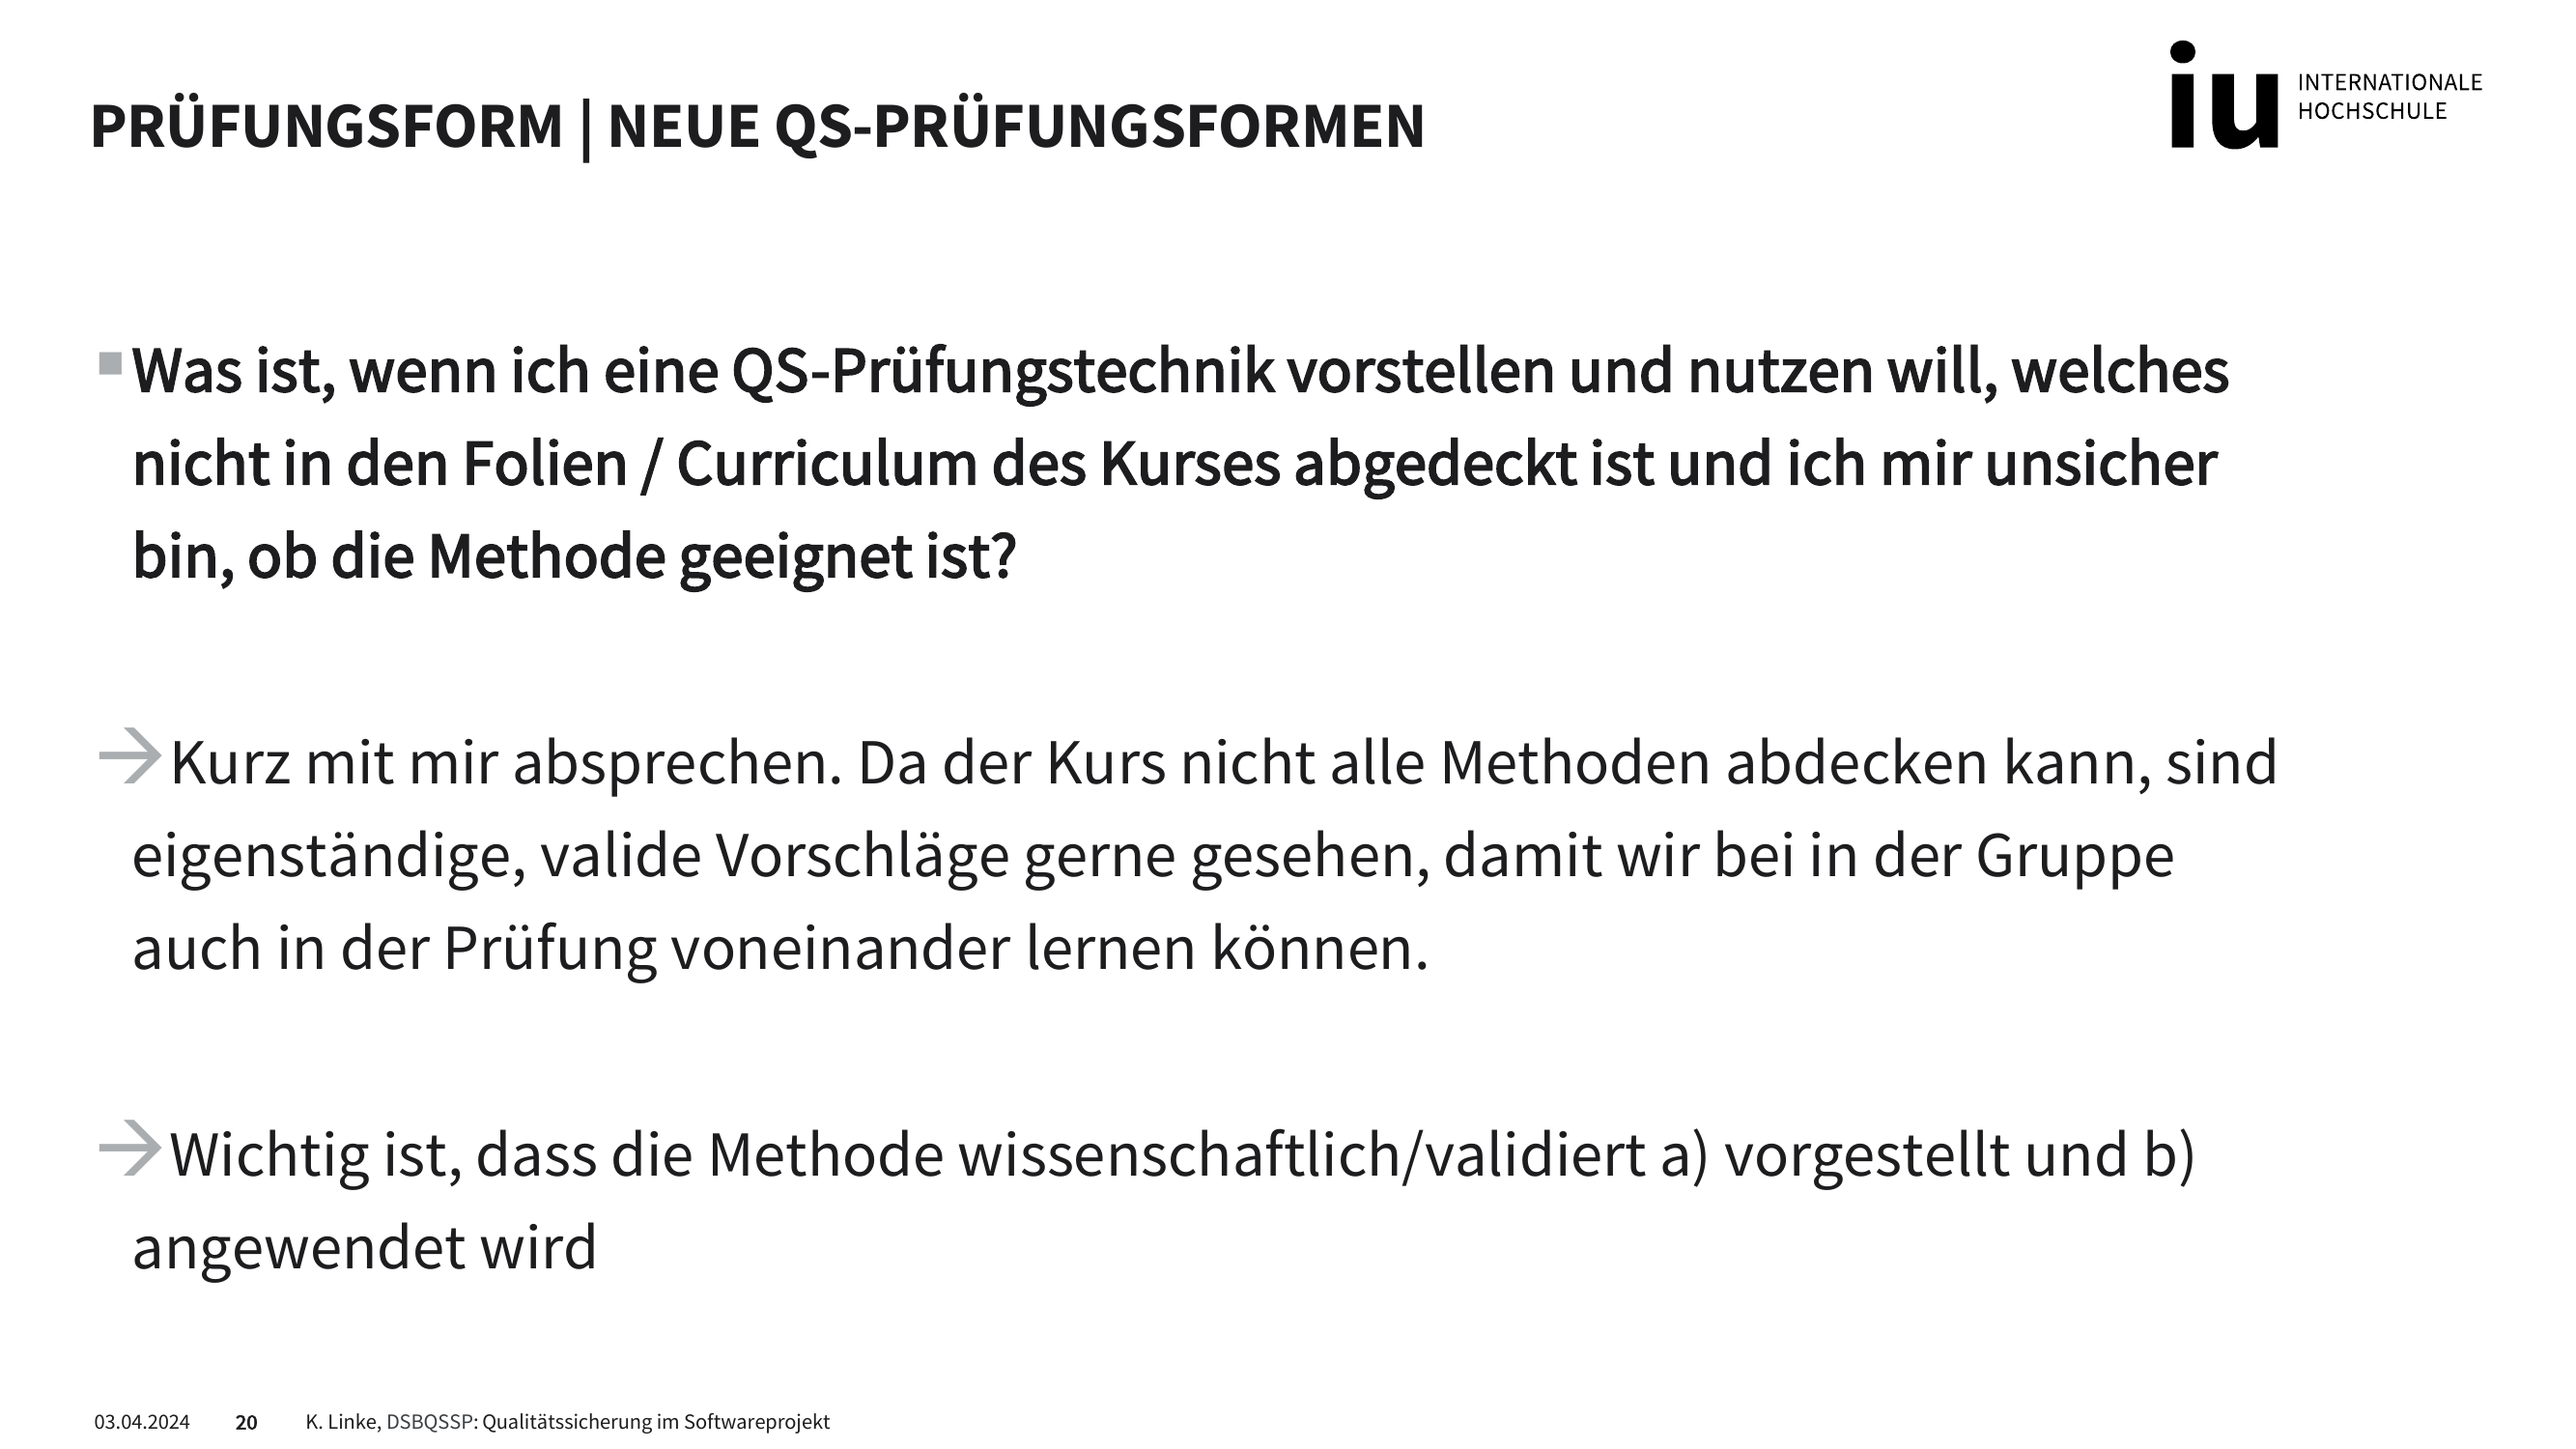 PRÜFUNGSFORM | NEUE QS-PRÜFUNGSFORMEN
iu INTERNATIONALE
HOCHSCHULE
Was ist, wenn ich eine QS-Prüfungstechnik vorstellen und nutzen will, welches
nicht in den Folien / Curriculum des Kurses abgedeckt ist und ich mir unsicher
bin, ob die Methode geeignet ist?
→ Kurz mit mir absprechen. Da der Kurs nicht alle Methoden abdecken kann, sind
eigenständige, valide Vorschläge gerne gesehen, damit wir bei in der Gruppe
auch in der Prüfung voneinander lernen können.
→ Wichtig ist, dass die Methode wissenschaftlich/validiert a) vorgestellt und b)
angewendet wird
03.04.2024 20 K. Linke, DSBQSSP: Qualitätssicherung im Softwareprojekt